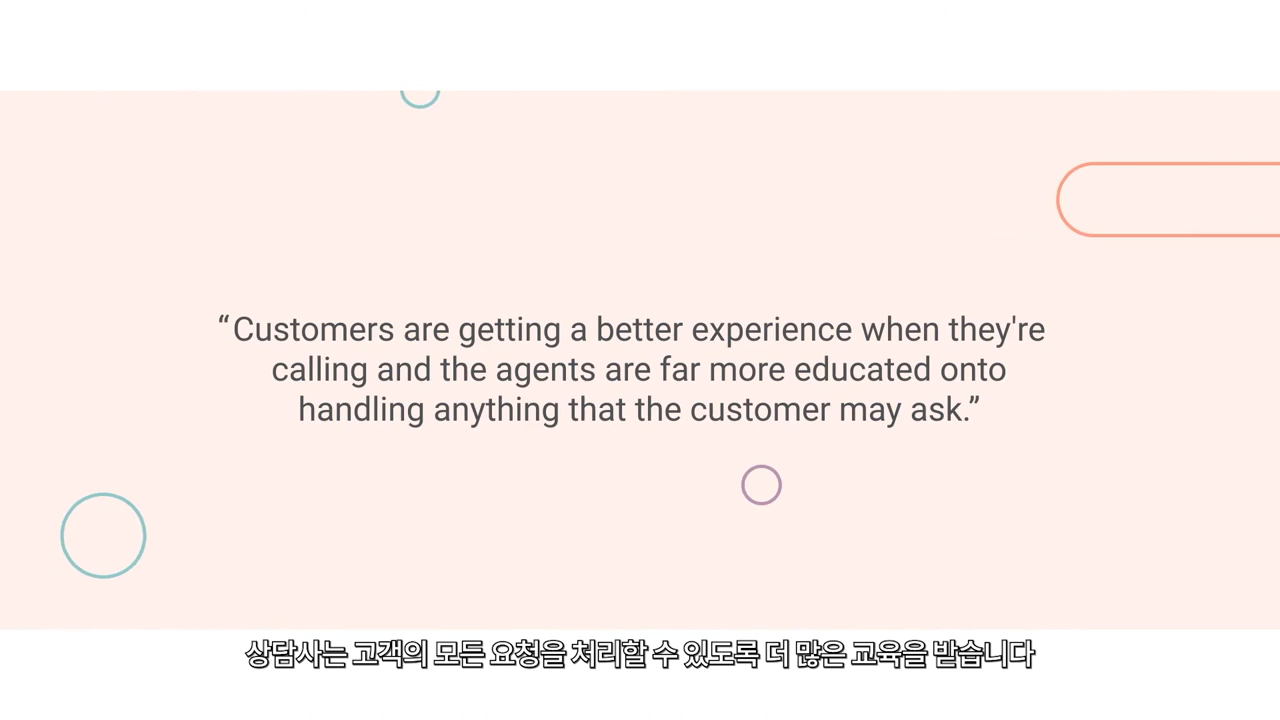 “Customers are getting a better experience when they're
calling and the agents are far more educated onto
handling anything that the customer may ask.”
상담사는 고객의 모든 요청을 처리할 수 있도록 더 많은 교육을 받습니다